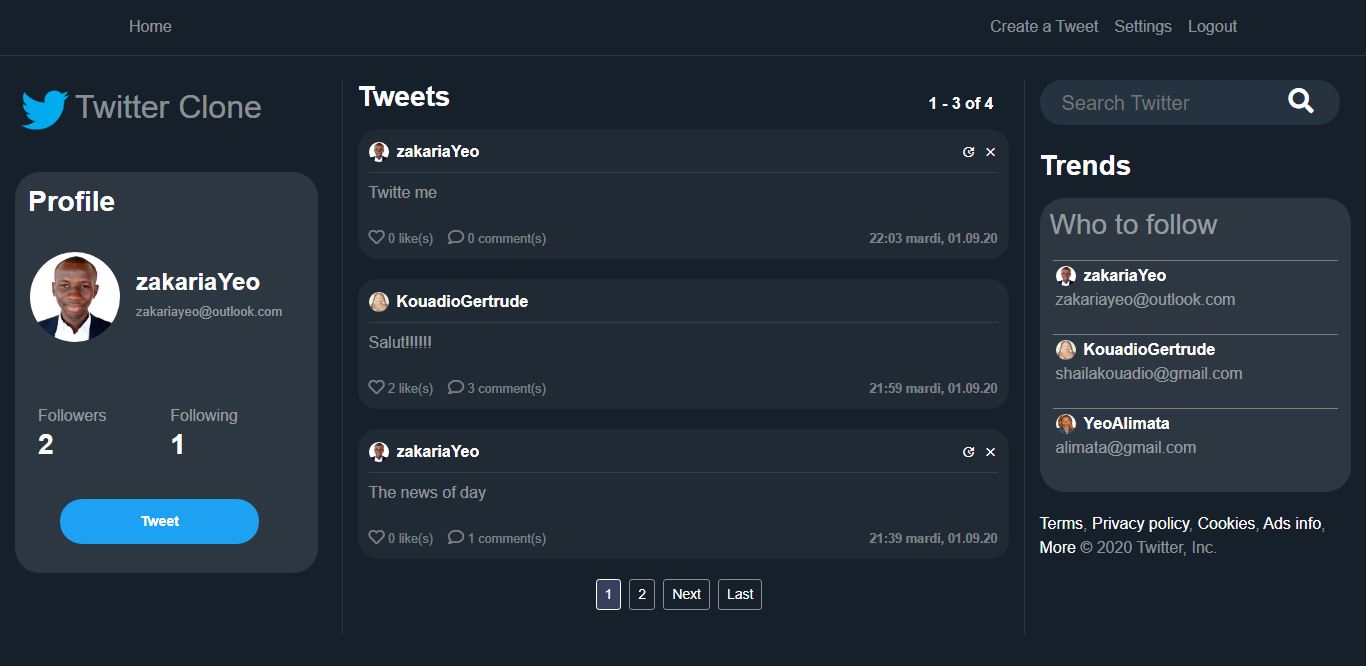 Home
Create a Tweet Settings Logout
Twitter Clone
Profile
zakariaYeo
zakariayeo@outlook.com
Followers Following
2 1
Tweet
Tweets
1 - 3 of 4
zakariaYeo
Twitte me
0 like(s) 0 comment(s) 22:03 mardi, 01.09.20
KouadioGertrude
Salut!!!!!!
2 like(s) 3 comment(s) 21:59 mardi, 01.09.20
zakariaYeo
The news of day
0 like(s) 1 comment(s) 21:39 mardi, 01.09.20
1 2 Next Last
Search Twitter
Trends
Who to follow
zakariaYeo
zakariayeo@outlook.com
KouadioGertrude
shailakouadio@gmail.com
YeoAlimata
alimata@gmail.com
Terms, Privacy policy, Cookies, Ads info,
More © 2020 Twitter, Inc.